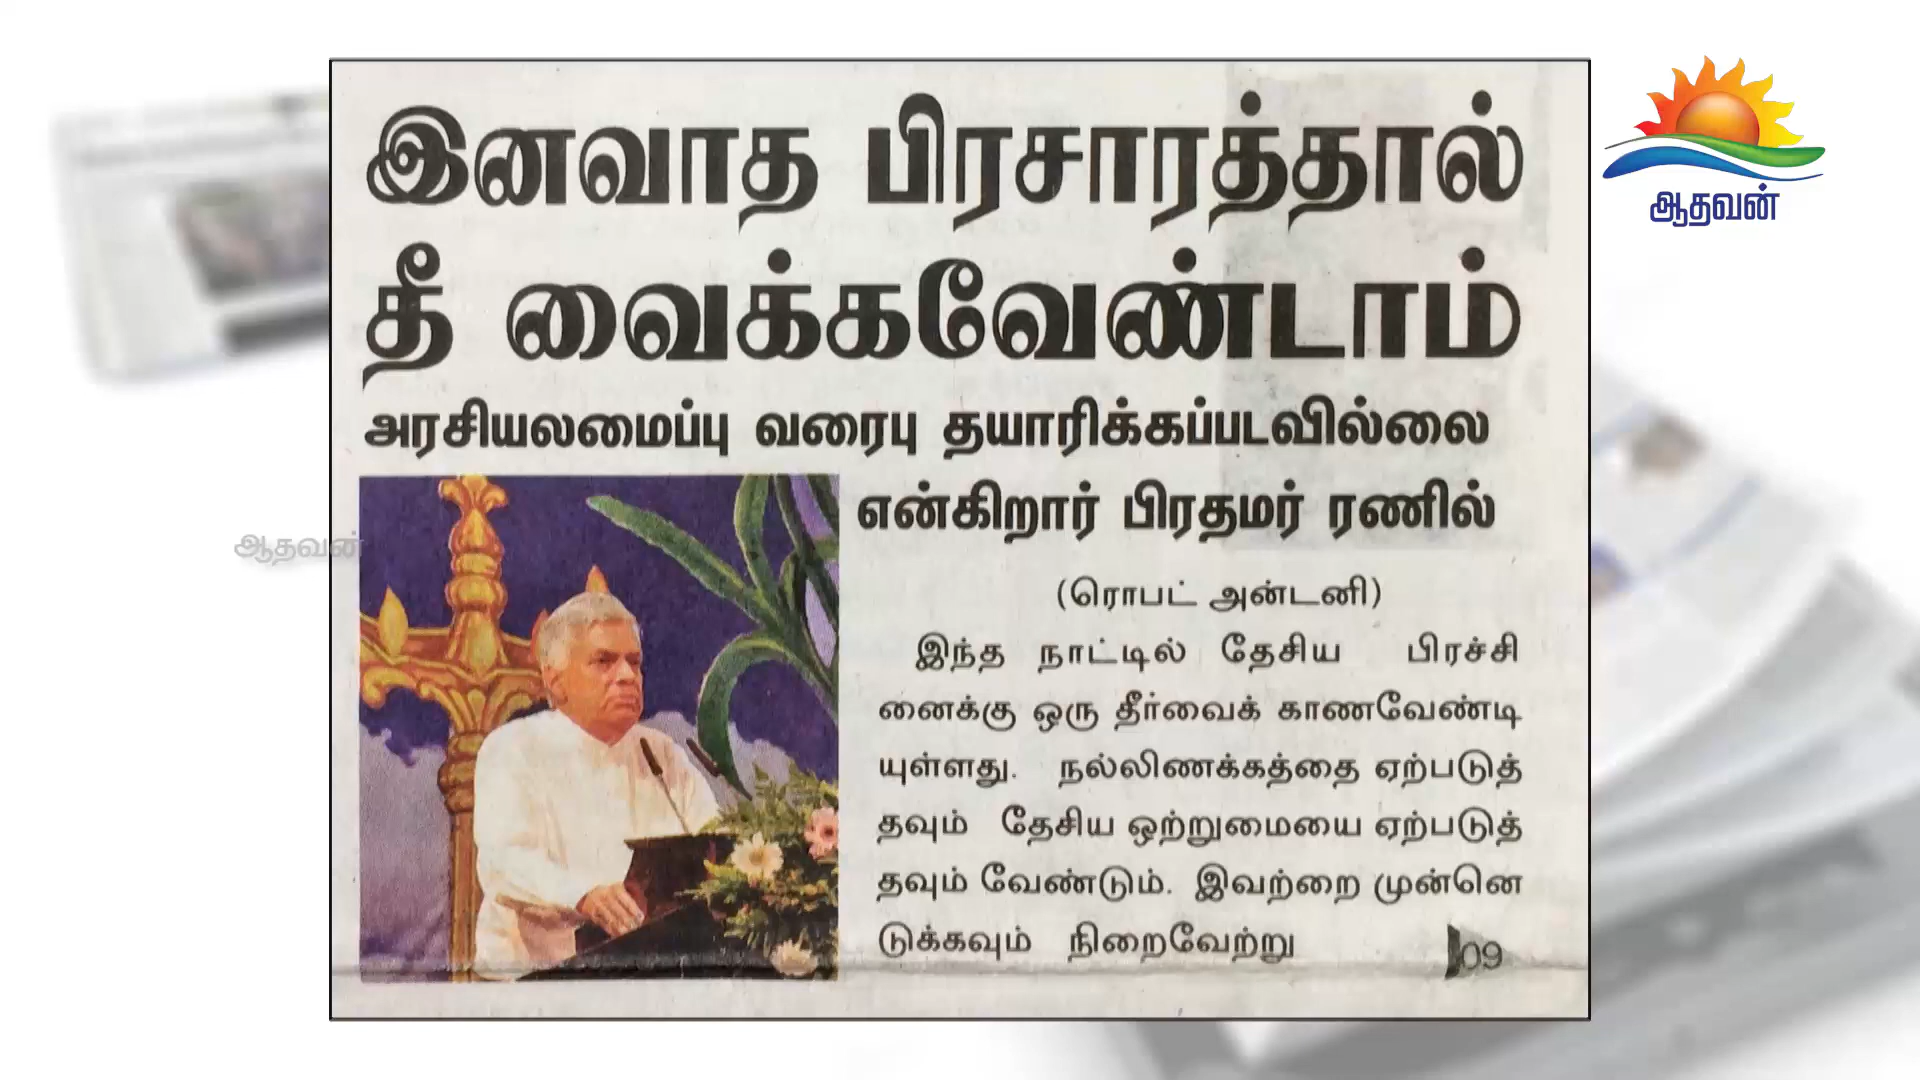 இனவாத பிரசாரத்தால்
தீ வைக்கவேண்டாம்
அரசியலமைப்பு வரைபு தயாரிக்கப்படவில்லை
என்கிறார் பிரதமர் ரணில்
(ரொபட் அன்டனி)
இந்த நாட்டில் தேசிய பிரச்சி
னைக்கு ஒரு தீர்வைக் காணவேண்டி
யுள்ளது. நல்லிணக்கத்தை ஏற்படுத்
தவும் தேசிய ஒற்றுமையை ஏற்படுத்
தவும் வேண்டும். இவற்றை முன்னெ
டுக்கவும் நிறைவேற்று
09
ஆதவன்
ஆதவன்